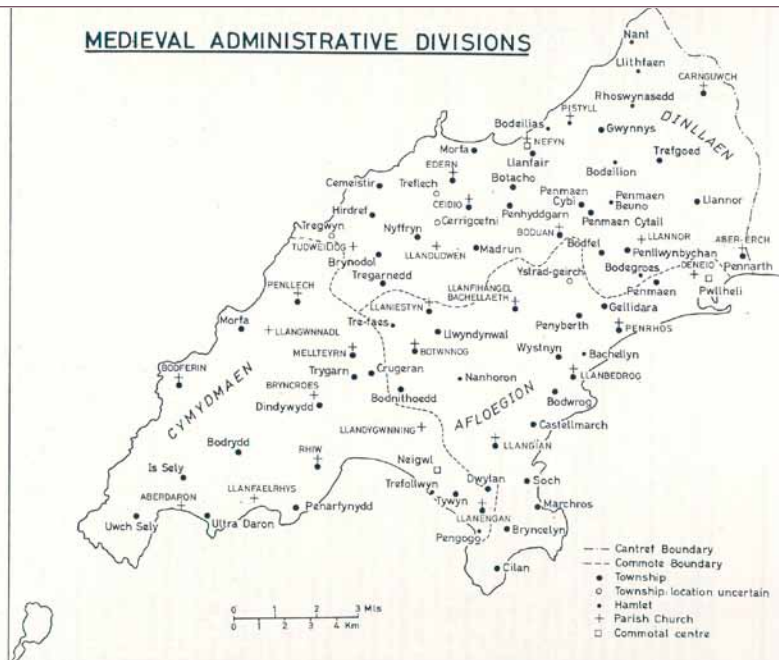 MEDIEVAL ADMINISTRATIVE DIVISIONS
Nant
Llithfaen
CARNGUWCH
Rhoswynasedd
PISTYLL
Bodeilias
DINLLAEN
Gwynnys
NEFYN
Morfa
Llanfair
Trefgoed
EDERN
Bodeilion
Cemeistir
Treflech
Botacho
Penmaen
Cybi
Penmaen
Beuno
Llannor
CEIDIO
Hirdref
Penhyddgarn
Penmaen Cytail
Cerrigcefni
Tregwyn
Nyffryn
BODUAN
LLANNOR
ABER-ERCH
TUDWEILIOG
LLANDUDWEN
Madrun
Bodfel
Penllwynbychan
Brynodol
DENEIO
Pennarth
Ystrad-geirch
Bodegroes
Tregarnedd
Penmaen
Pwllheli
PENLLECH
LLANFIHANGEL
BACHELLAETH
LLANIESTYN
Gellidara
Morfa
Tre-faes
Penyberth
PENRHOS
LLANGWNNADL
Llwyndynwal
MELLTEYRN
BOTWNNOG
Wystnyn
Bachellyn
BODFERIN
Trygarn
Crugeran
Nanhoron
LLANBEDROG
BRYNCROES
Bodnithoedd
Dindywydd
Bodwrog
CYMYDMAEN
AFLOEGION
Castellmarch
LLANDYGWNNING
Bodrydd
LLANGIAN
RHIW
Neigwl
Is Sely
Soch
Trefollwyn
Dwylan
ABERDARON
LLANFAELRHYS
Tywyn
Marchros
Penarfynydd
LLANENGAN
Uwch Sely
Ultra Daron
Pengogo
Bryncelyn
Cilan
Cantref Boundary
Commote Boundary
Township
Township: location uncertain
Hamlet
Parish Church
Commotal centre
0 1 2 3 Mls
0 1 2 3 4 Km